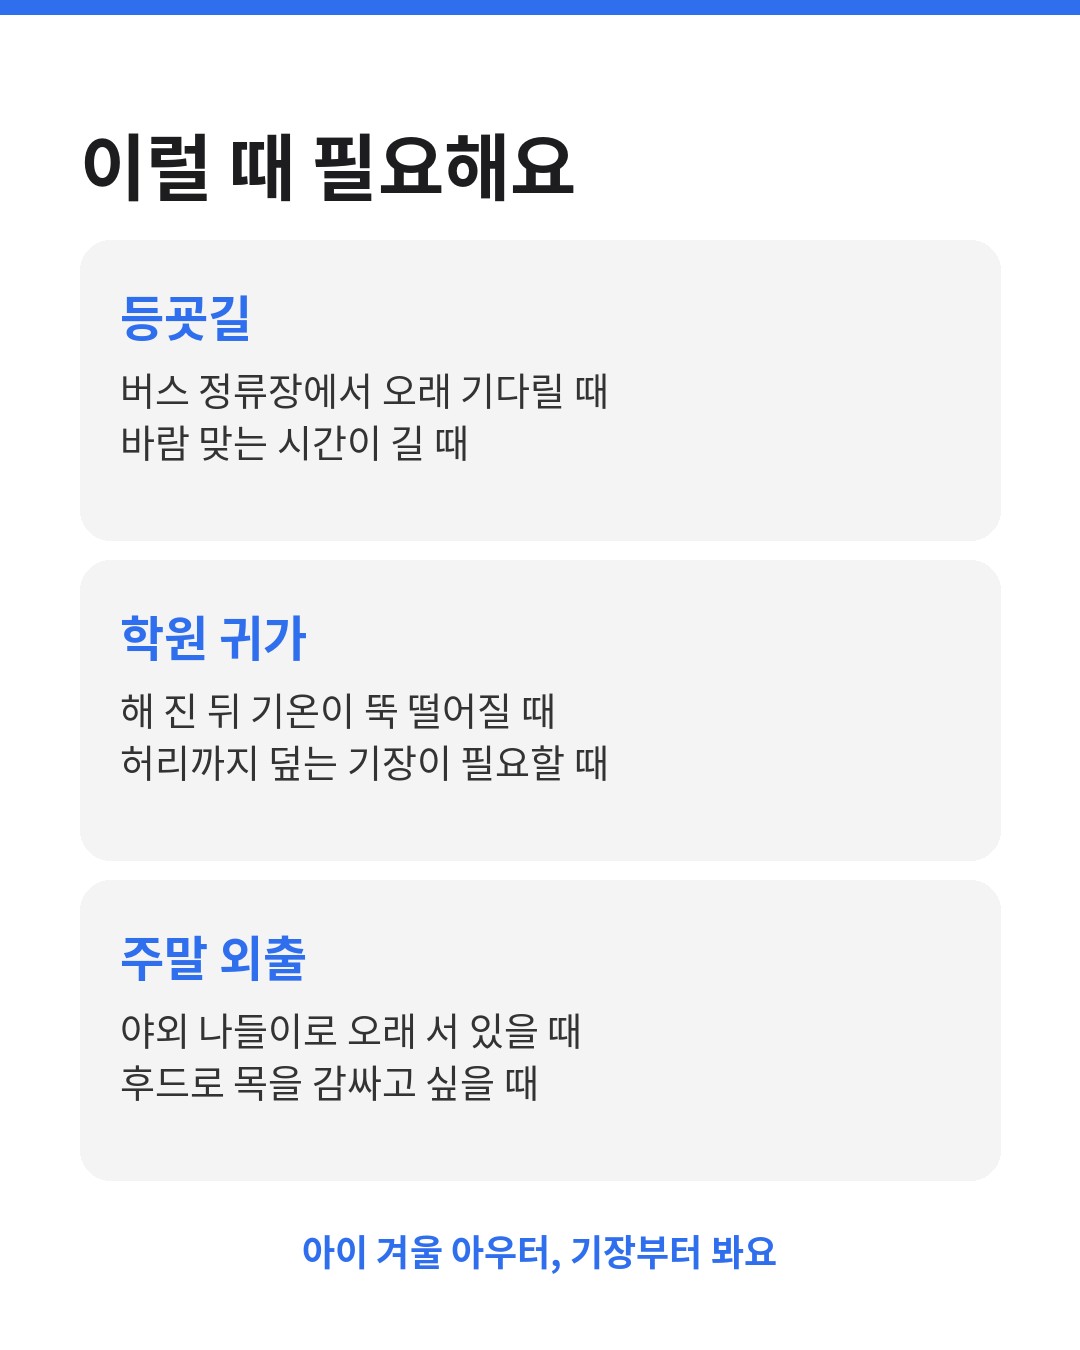 이럴 때 필요해요
등굣길
버스 정류장에서 오래 기다릴 때
바람 맞는 시간이 길 때
학원 귀가
해 진 뒤 기온이 뚝 떨어질 때
허리까지 덮는 기장이 필요할 때
주말 외출
야외 나들이로 오래 서 있을 때
후드로 목을 감싸고 싶을 때
아이 겨울 아우터, 기장부터 봐요